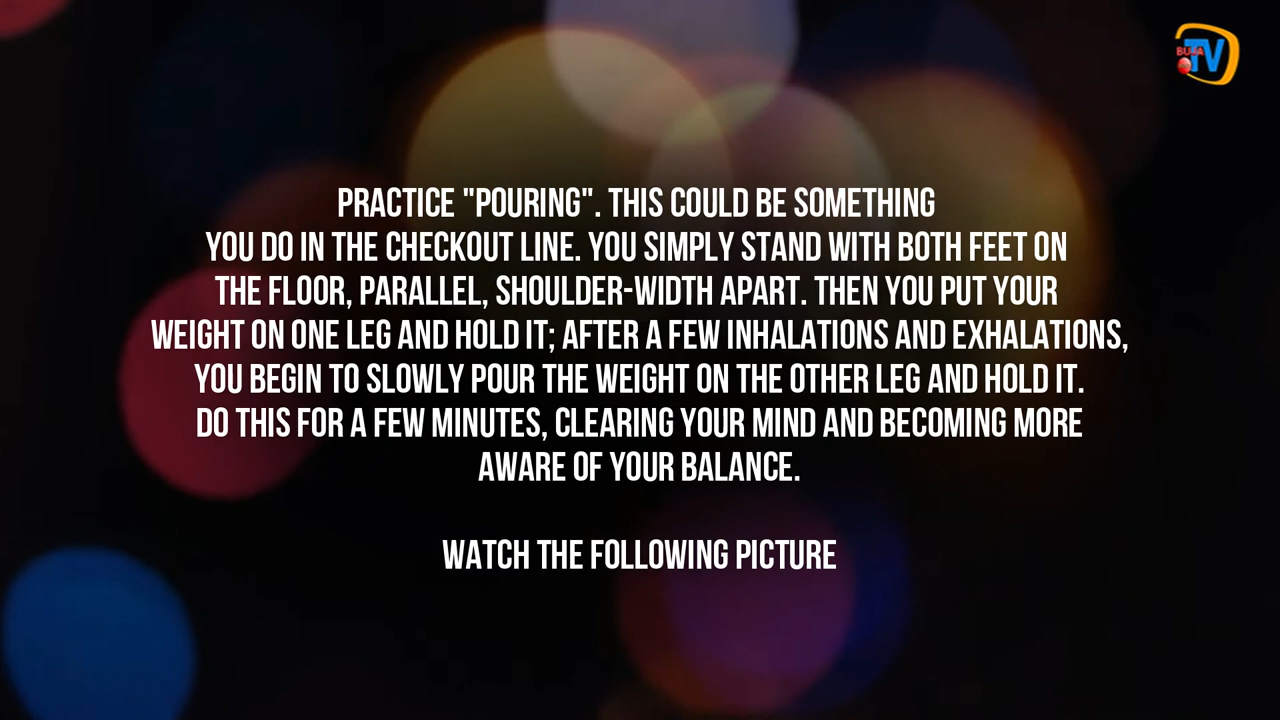 BUJA
TV
PRACTICE "POURING". THIS COULD BE SOMETHING
YOU DO IN THE CHECKOUT LINE. YOU SIMPLY STAND WITH BOTH FEET ON
THE FLOOR, PARALLEL, SHOULDER-WIDTH APART. THEN YOU PUT YOUR
WEIGHT ON ONE LEG AND HOLD IT; AFTER A FEW INHALATIONS AND EXHALATIONS,
YOU BEGIN TO SLOWLY POUR THE WEIGHT ON THE OTHER LEG AND HOLD IT.
DO THIS FOR A FEW MINUTES, CLEARING YOUR MIND AND BECOMING MORE
AWARE OF YOUR BALANCE.
WATCH THE FOLLOWING PICTURE